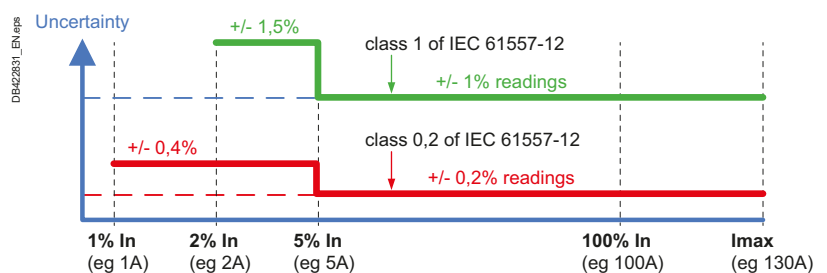 DB422831_EN.eps
Uncertainty
+/- 1,5%
class 1 of IEC 61557-12
+/- 1% readings
+/- 0,4%
class 0,2 of IEC 61557-12
+/- 0,2% readings
1% In 2% In 5% In 100% In Imax
(eg 1A) (eg 2A) (eg 5A) (eg 100A) (eg 130A)